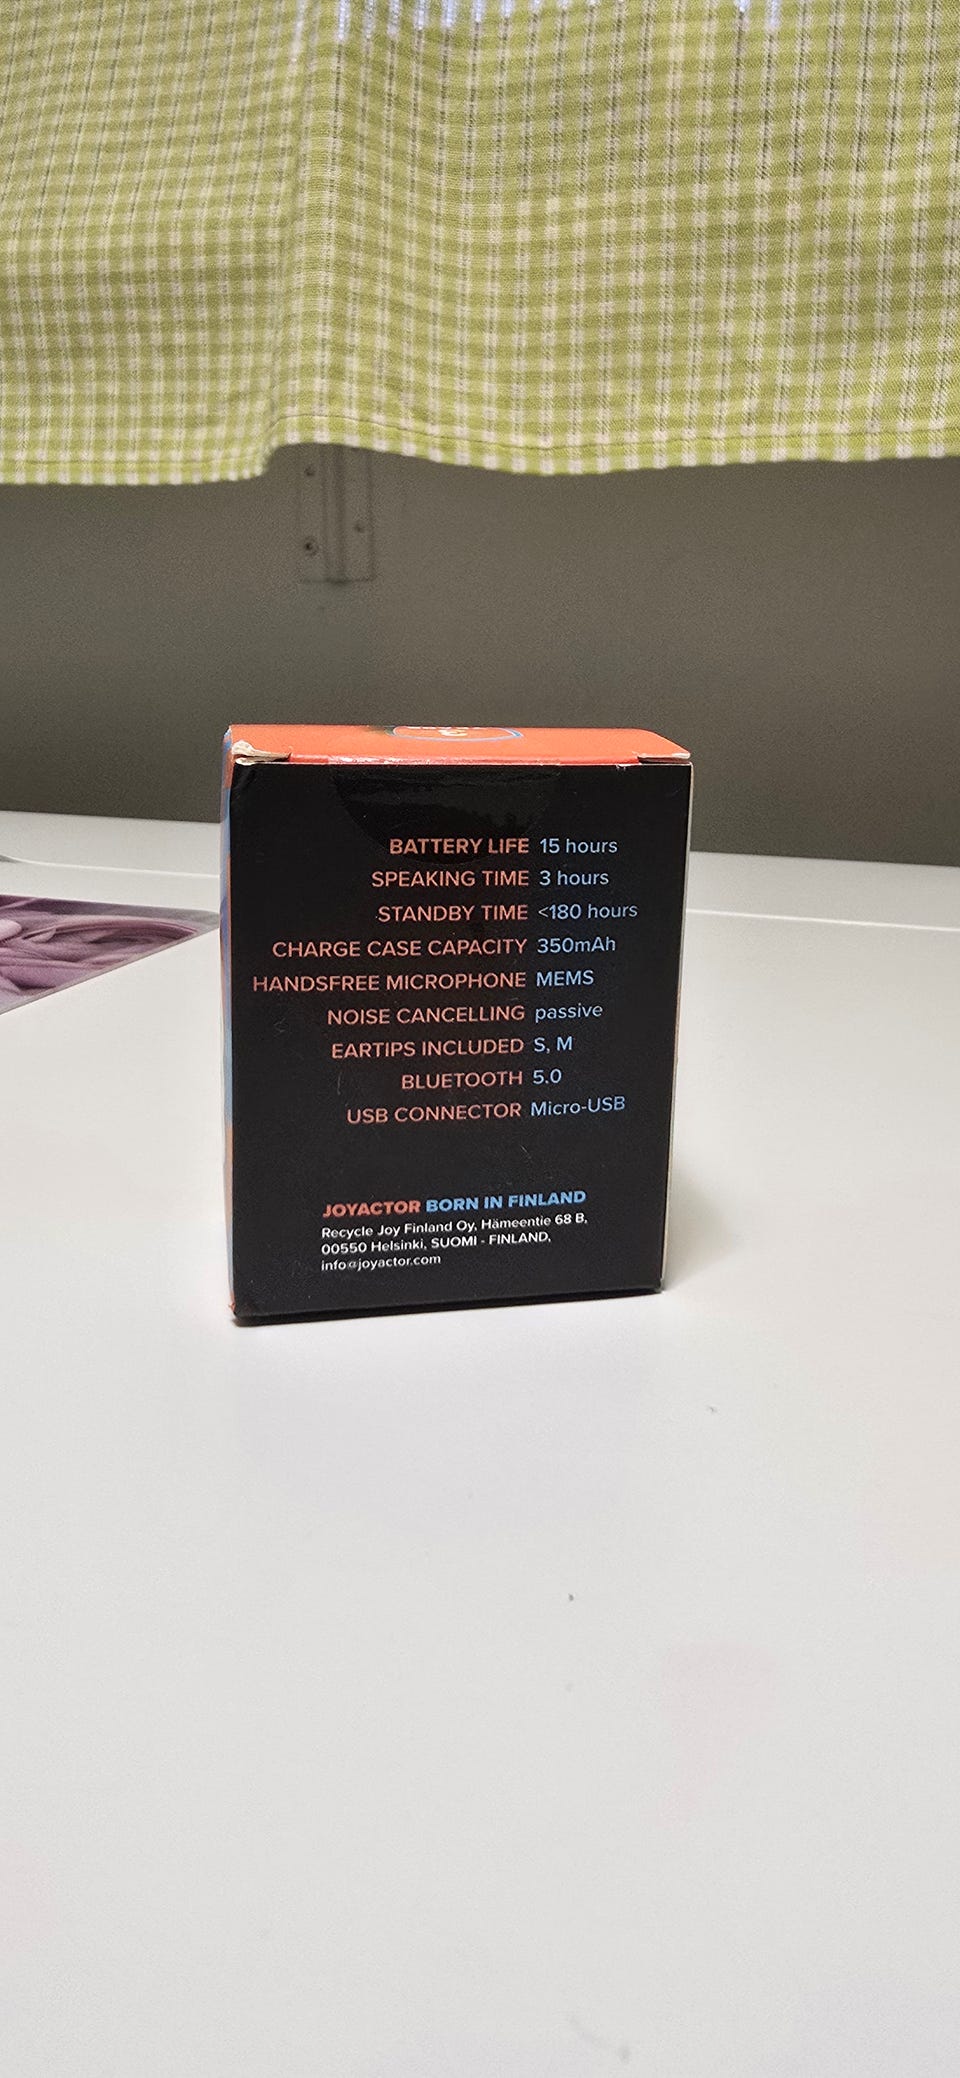 BATTERY LIFE 15 hours
SPEAKING TIME 3 hours
STANDBY TIME <180 hours
CHARGE CASE CAPACITY 350mAh
HANDSFREE MICROPHONE MEMS
NOISE CANCELLING passive
EARTIPS INCLUDED S, M
BLUETOOTH 5.0
USB CONNECTOR Micro-USB
JOYACTOR BORN IN FINLAND
Recycle Joy Finland Oy, Hämeentie 68 B,
00550 Helsinki, SUOMI - FINLAND,
info@joyactor.com